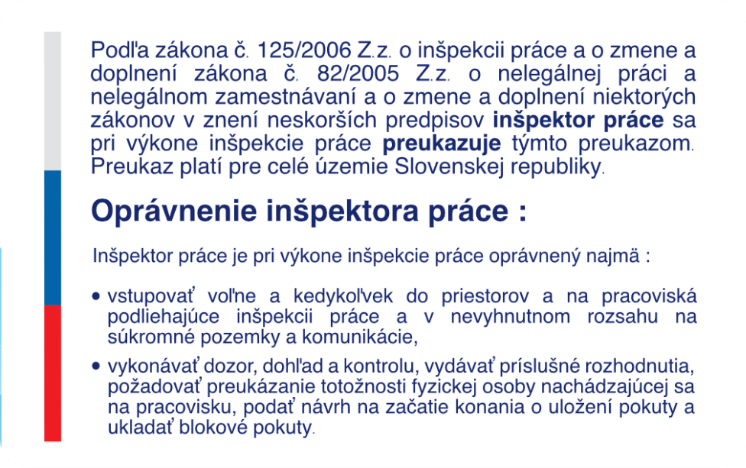 Podľa zákona č. 125/2006 Z.z. o inšpekcii práce a o zmene a
doplnení zákona č. 82/2005 Z.z. o nelegálnej práci a
nelegálnom zamestnávaní a o zmene a doplnení niektorých
zákonov v znení neskorších predpisov inšpektor práce sa
pri výkone inšpekcie práce preukazuje týmto preukazom.
Preukaz platí pre celé územie Slovenskej republiky.
Oprávnenie inšpektora práce :
Inšpektor práce je pri výkone inšpekcie práce oprávnený najmä :
• vstupovať voľne a kedykoľvek do priestorov a na pracoviská
podliehajúce inšpekcii práce a v nevyhnutnom rozsahu na
súkromné pozemky a komunikácie,
• vykonávať dozor, dohľad a kontrolu, vydávať príslušné rozhodnutia,
požadovať preukázanie totožnosti fyzickej osoby nachádzajúcej sa
na pracovisku, podať návrh na začatie konania o uložení pokuty a
ukladať blokové pokuty.